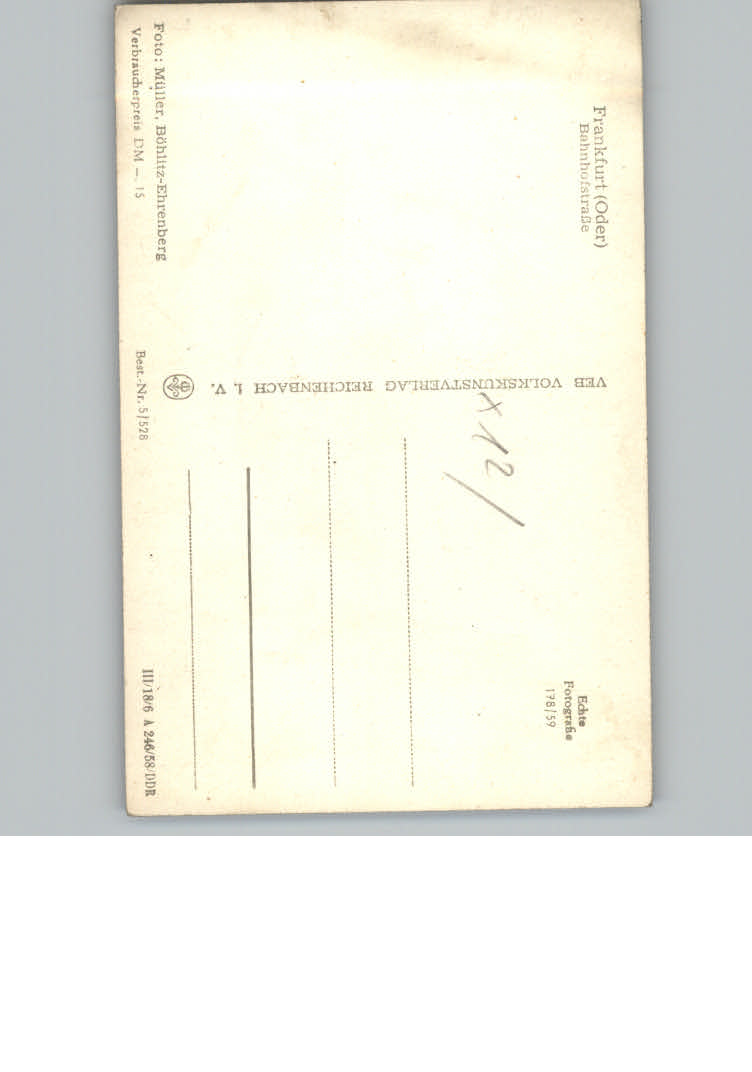 Frankfurt (Oder)
Bahnhofstraße
Foto: Müller, Böhlitz-Ehrenberg
Verbraucherpreis DM —.15
VEB VOLKSKUNSTVERLAG REICHENBACH i. V.
Best.-Nr. 5/528
x 12/
Echte
Fotografie
178/59
III/18/6 A 246/58/DDR